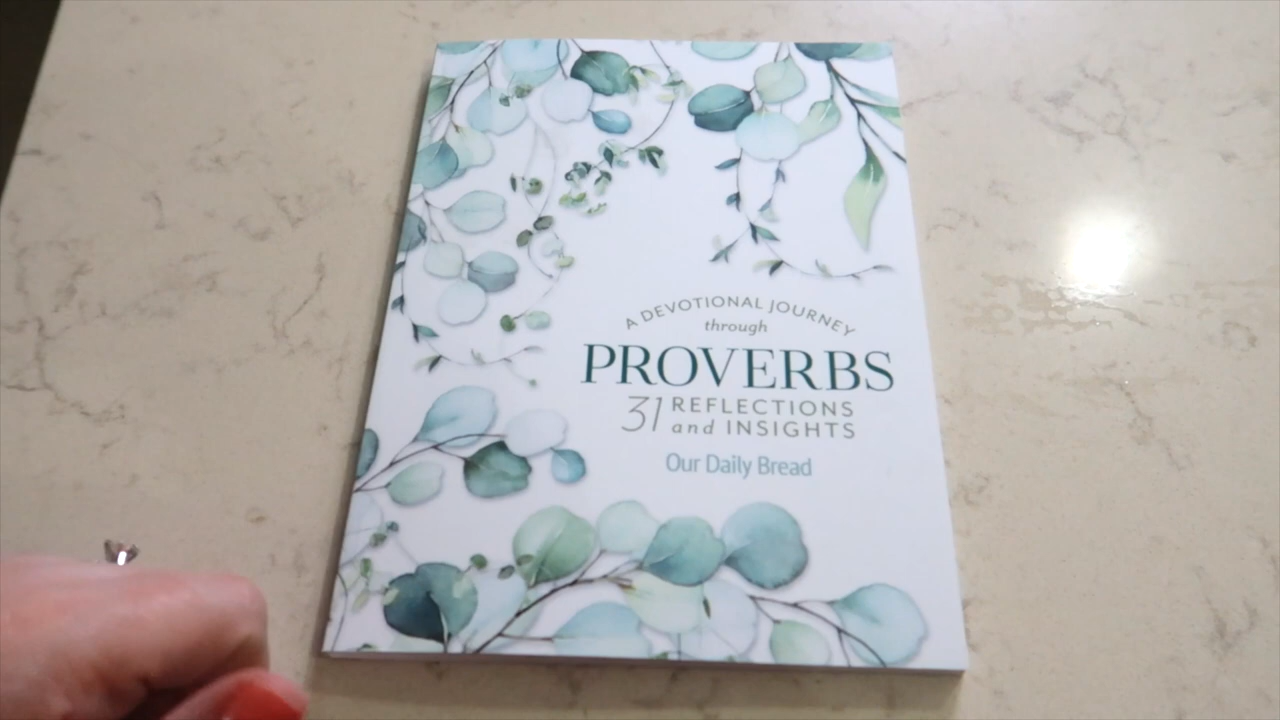 A DEVOTIONAL JOURNEY
through
PROVERBS
31 REFLECTIONS
and INSIGHTS
Our Daily Bread